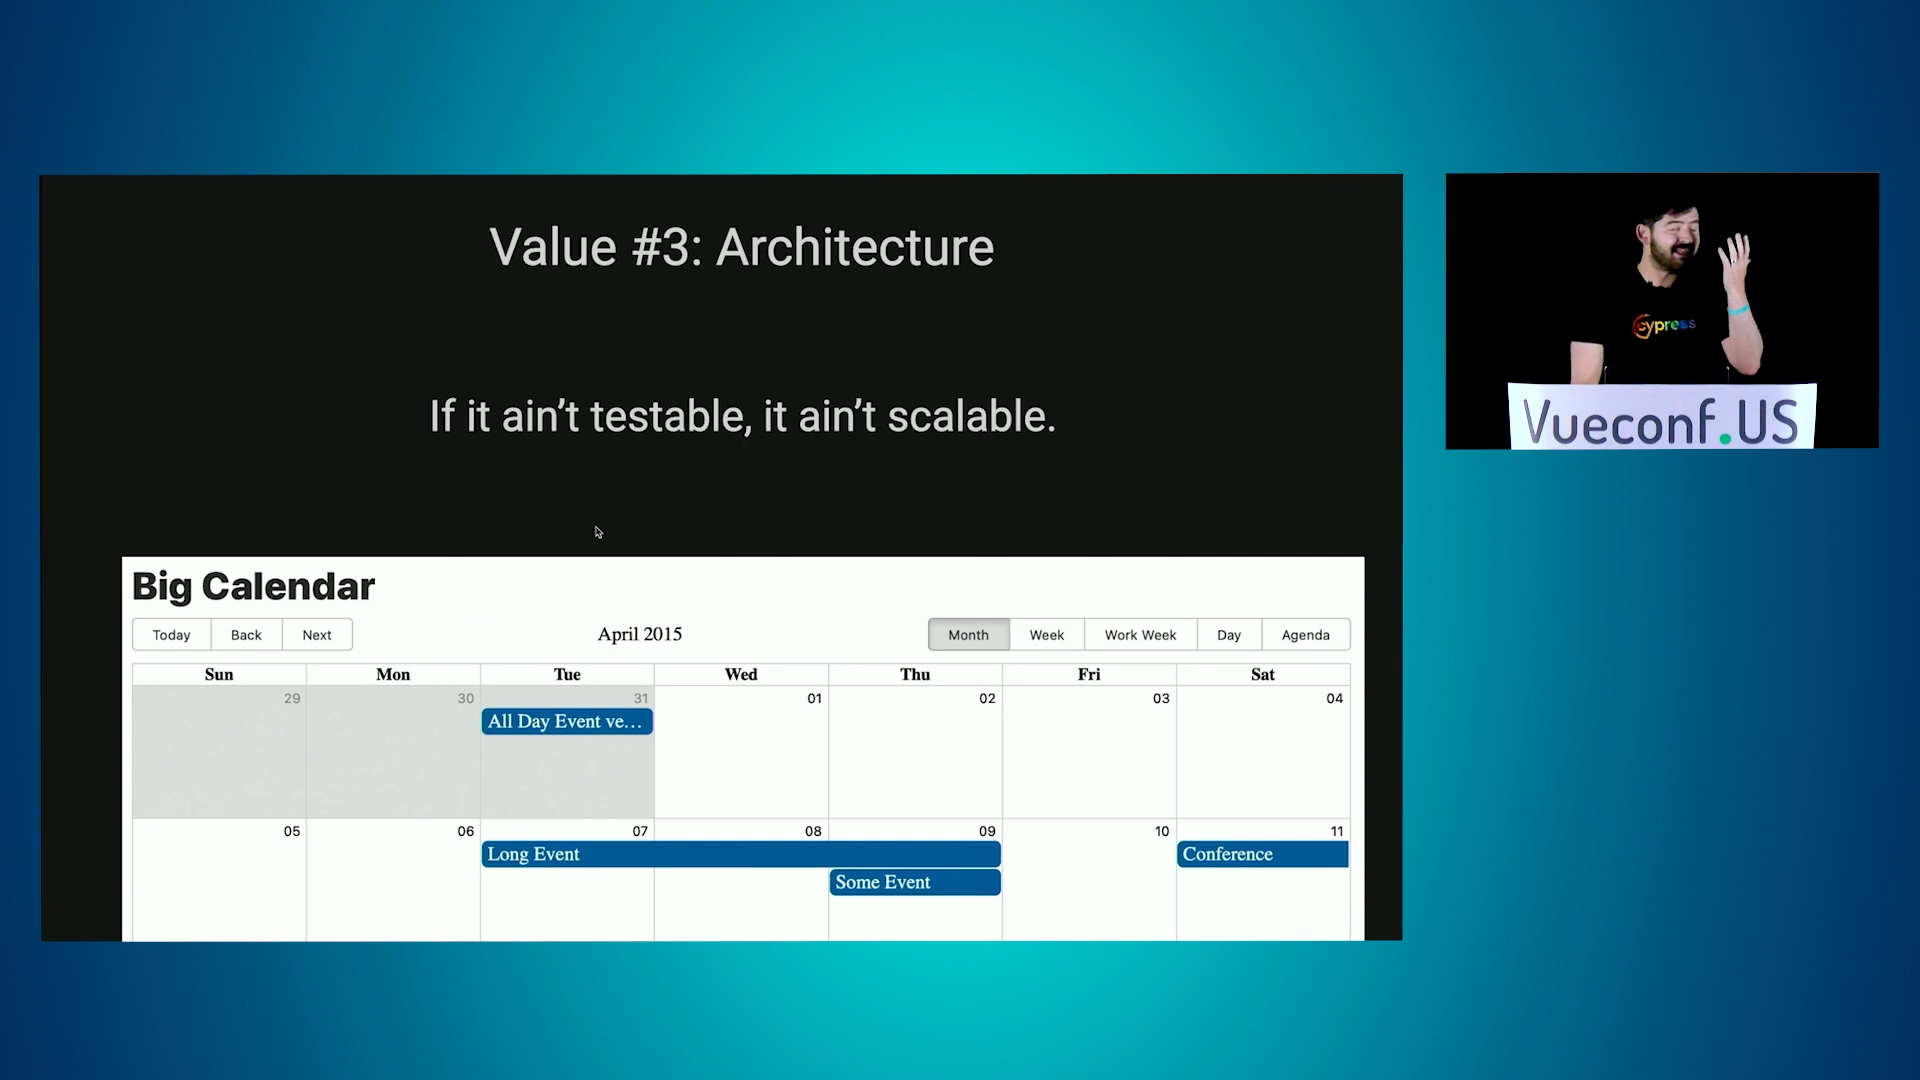 Value #3: Architecture
If it ain't testable, it ain't scalable.
Big Calendar
Today Back Next April 2015 Month Week Work Week Day Agenda
Sun Mon Tue Wed Thu Fri Sat
29 30 31 01 02 03 04
All Day Event ve…
05 06 07 08 09 10 11
Long Event Conference
Some Event
cypress
Vueconf.US